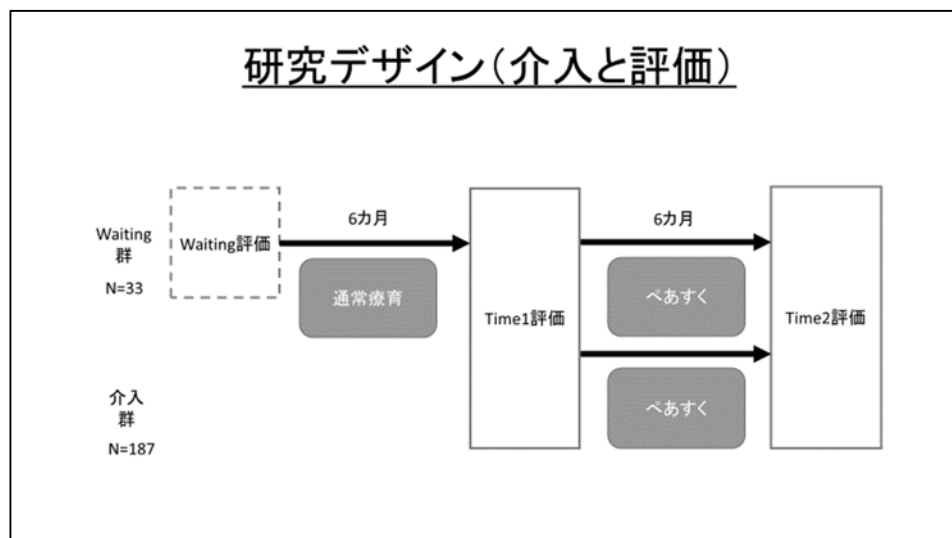 研究デザイン（介入と評価）
Waiting
群
N=33
Waiting評価
6カ月
通常療育
Time1評価
6カ月
ぺあすく
Time2評価
介入
群
N=187
ぺあすく